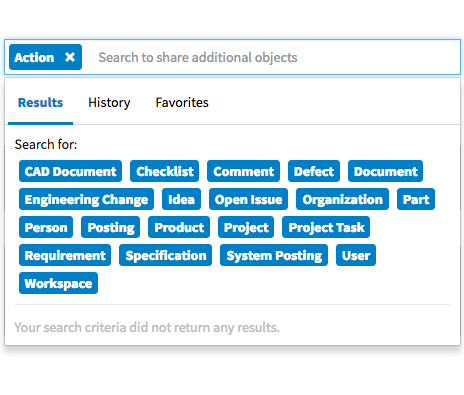 Action ✕ Search to share additional objects
Results History Favorites
Search for:
CAD Document Checklist Comment Defect Document
Engineering Change Idea Open Issue Organization Part
Person Posting Product Project Project Task
Requirement Specification System Posting User
Workspace
Your search criteria did not return any results.